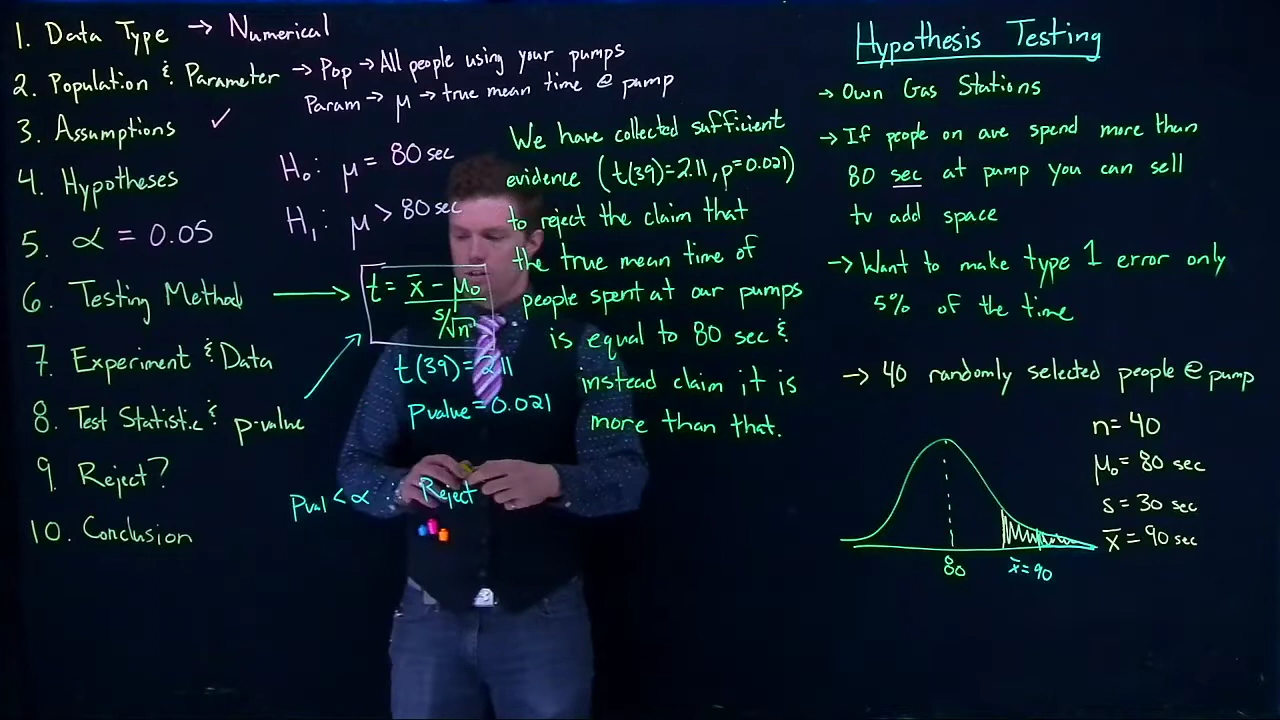 1. Data Type → Numerical
2. Population & Parameter → Pop → All people using your pumps
Param → μ → true mean time @ pump
3. Assumptions ✓
4. Hypotheses
H₀: μ = 80 sec
H₁: μ > 80 sec
5. α = 0.05
6. Testing Method → t = x̄ - μ₀
s/√n
7. Experiment & Data
t(39) = 2.11
8. Test Statistic & p-value
pvalue = 0.021
9. Reject?
Pval < α ∴ Reject
10. Conclusion
We have collected sufficient
evidence (t(39)=2.11, p=0.021)
to reject the claim that
the true mean time of
people spent at our pumps
is equal to 80 sec &
instead claim it is
more than that.
Hypothesis Testing
→ Own Gas Stations
→ If people on ave spend more than
80 sec at pump you can sell
tv add space
→ Want to make type 1 error only
5% of the time
→ 40 randomly selected people @ pump
n = 40
μ₀ = 80 sec
s = 30 sec
x̄ = 90 sec
80
x̄ = 90